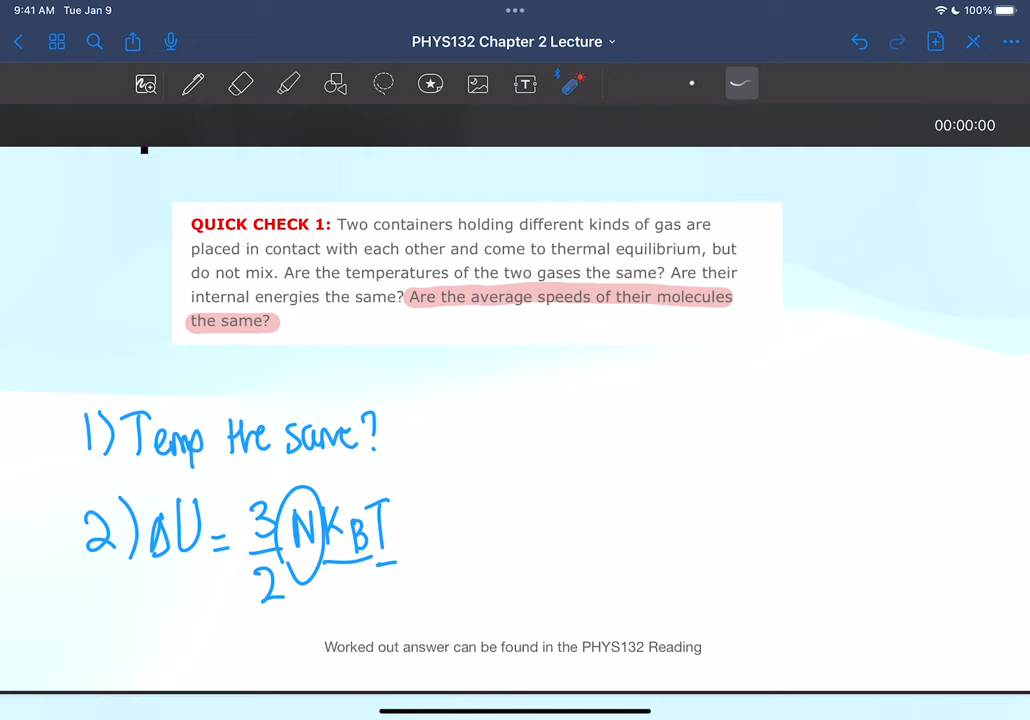 9:41 AM Tue Jan 9
100%
PHYS132 Chapter 2 Lecture
T
00:00:00
QUICK CHECK 1: Two containers holding different kinds of gas are
placed in contact with each other and come to thermal equilibrium, but
do not mix. Are the temperatures of the two gases the same? Are their
internal energies the same? Are the average speeds of their molecules
the same?
1) Temp the same?
2) ΔU = 3/2 N K_B T
Worked out answer can be found in the PHYS132 Reading